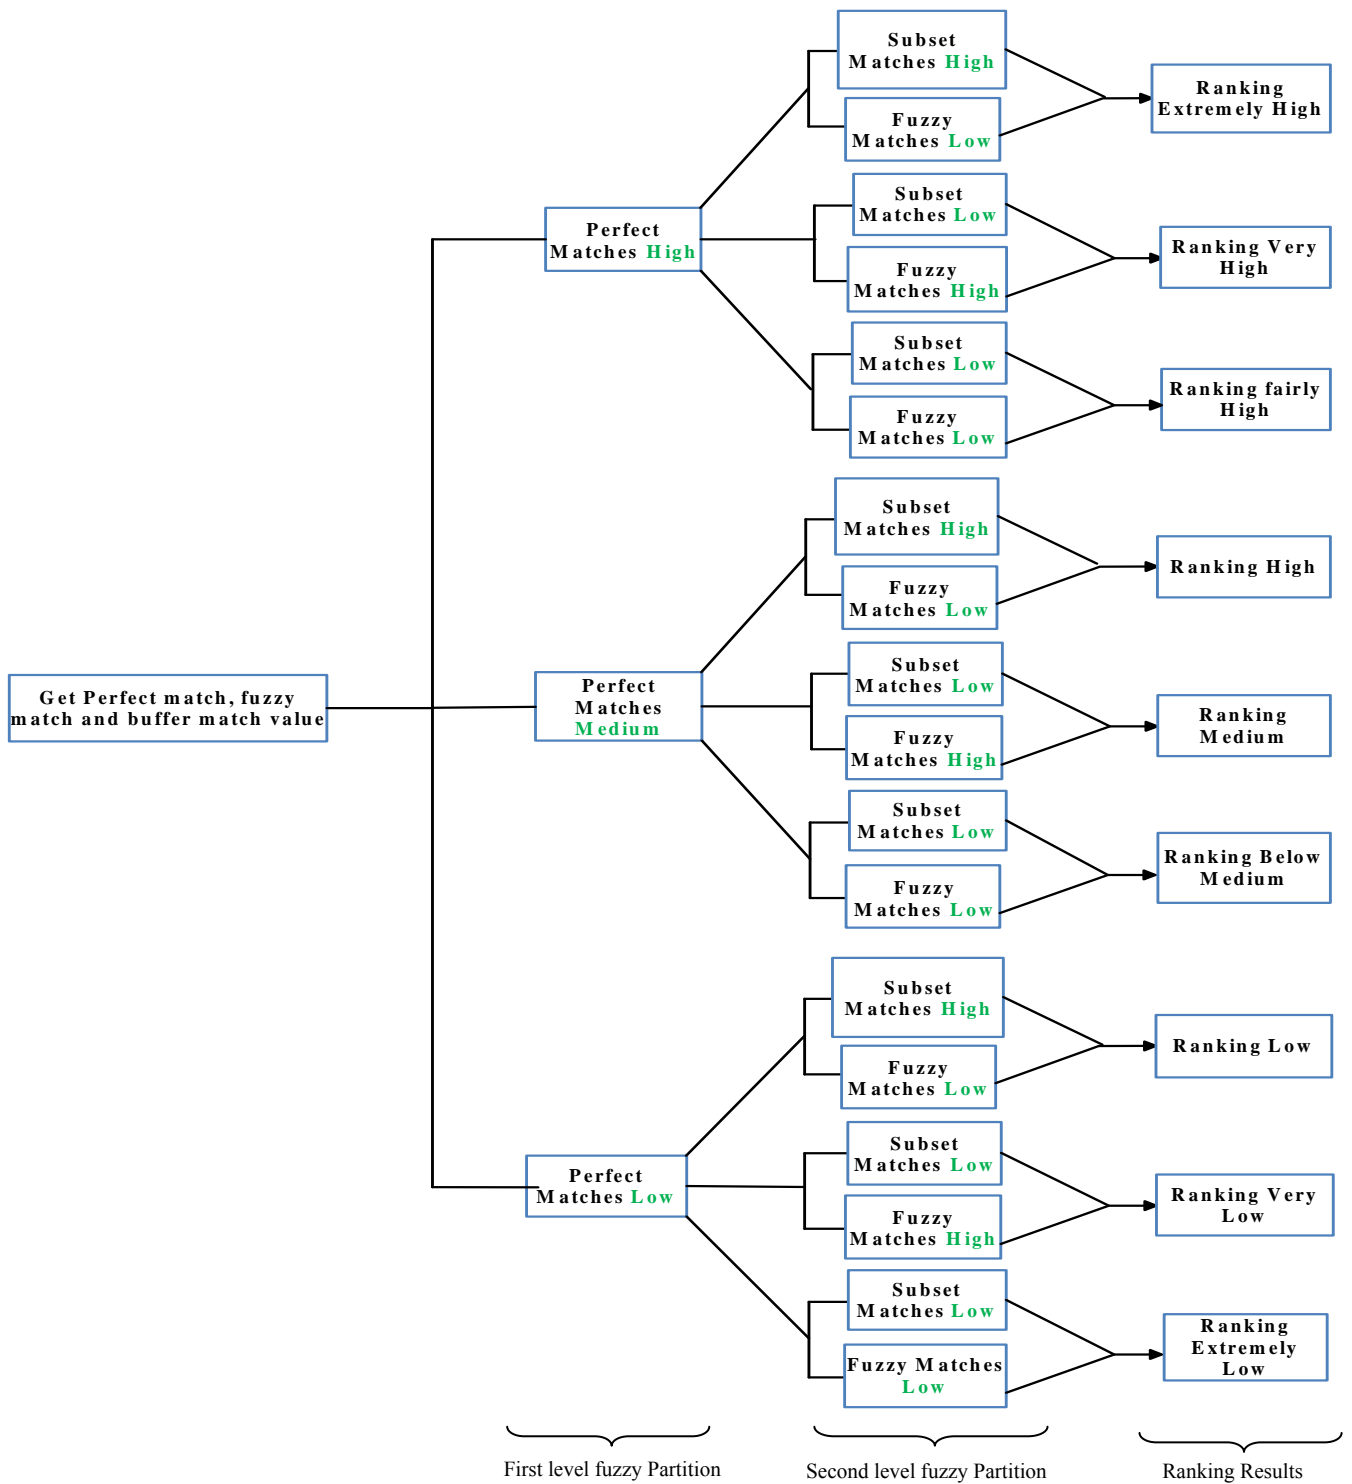 Subset
Matches High
Fuzzy
Matches Low
Ranking
Extremely High
Subset
Matches Low
Fuzzy
Matches High
Ranking Very
High
Perfect
Matches High
Subset
Matches Low
Fuzzy
Matches Low
Ranking fairly
High
Subset
Matches High
Fuzzy
Matches Low
Ranking High
Get Perfect match, fuzzy
match and buffer match value
Perfect
Matches
Medium
Subset
Matches Low
Fuzzy
Matches High
Ranking
Medium
Subset
Matches Low
Fuzzy
Matches Low
Ranking Below
Medium
Subset
Matches High
Fuzzy
Matches Low
Ranking Low
Perfect
Matches Low
Subset
Matches Low
Fuzzy
Matches High
Ranking Very
Low
Subset
Matches Low
Fuzzy Matches
Low
Ranking
Extremely
Low
First level fuzzy Partition
Second level fuzzy Partition
Ranking Results